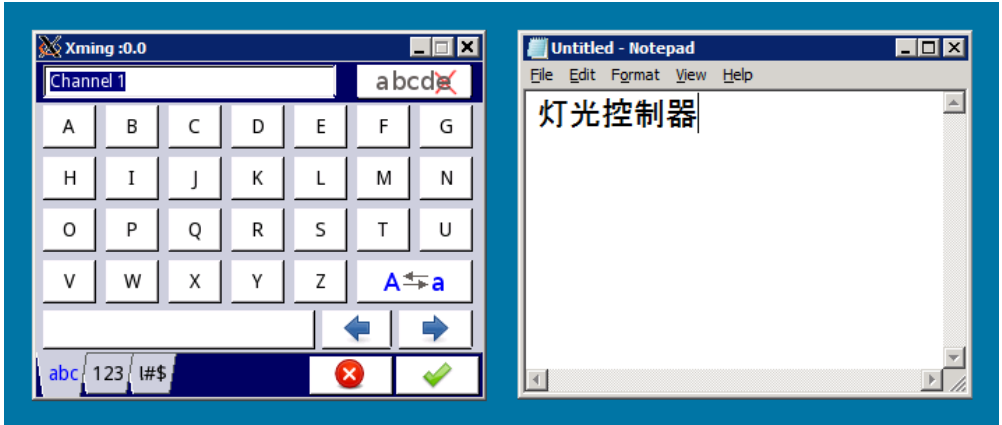 Xming :0.0
Channel 1
abcde
A B C D E F G
H I J K L M N
O P Q R S T U
V W X Y Z A a
abc 123 !#$
Untitled - Notepad
File Edit Format View Help
灯光控制器